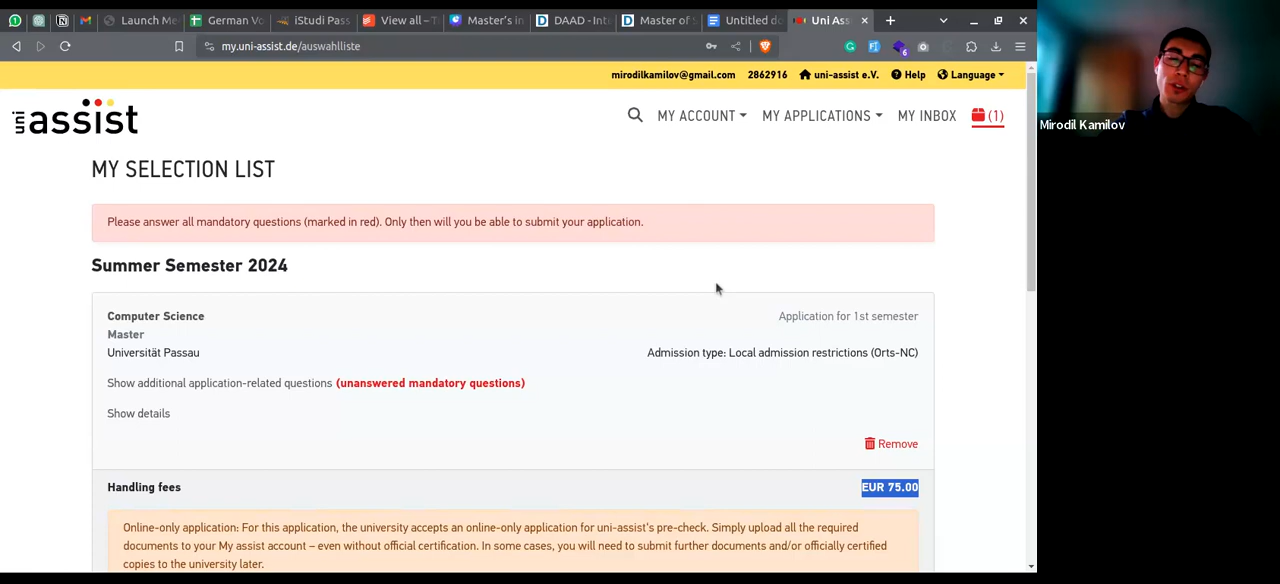 Launch Me
German Vo
iStudi Pass
View all – T
Master's in
DAAD - Inte
Master of S
Untitled do
Uni Ass
my.uni-assist.de/auswahlliste
6
mirodilkamilov@gmail.com 2862916 uni-assist e.V. Help Language
uni assist
MY ACCOUNT MY APPLICATIONS MY INBOX (1)
Mirodil Kamilov
MY SELECTION LIST
Please answer all mandatory questions (marked in red). Only then will you be able to submit your application.
Summer Semester 2024
Computer Science
Application for 1st semester
Master
Universität Passau
Admission type: Local admission restrictions (Orts-NC)
Show additional application-related questions (unanswered mandatory questions)
Show details
Remove
Handling fees
EUR 75.00
Online-only application: For this application, the university accepts an online-only application for uni-assist's pre-check. Simply upload all the required
documents to your My assist account – even without official certification. In some cases, you will need to submit further documents and/or officially certified
copies to the university later.